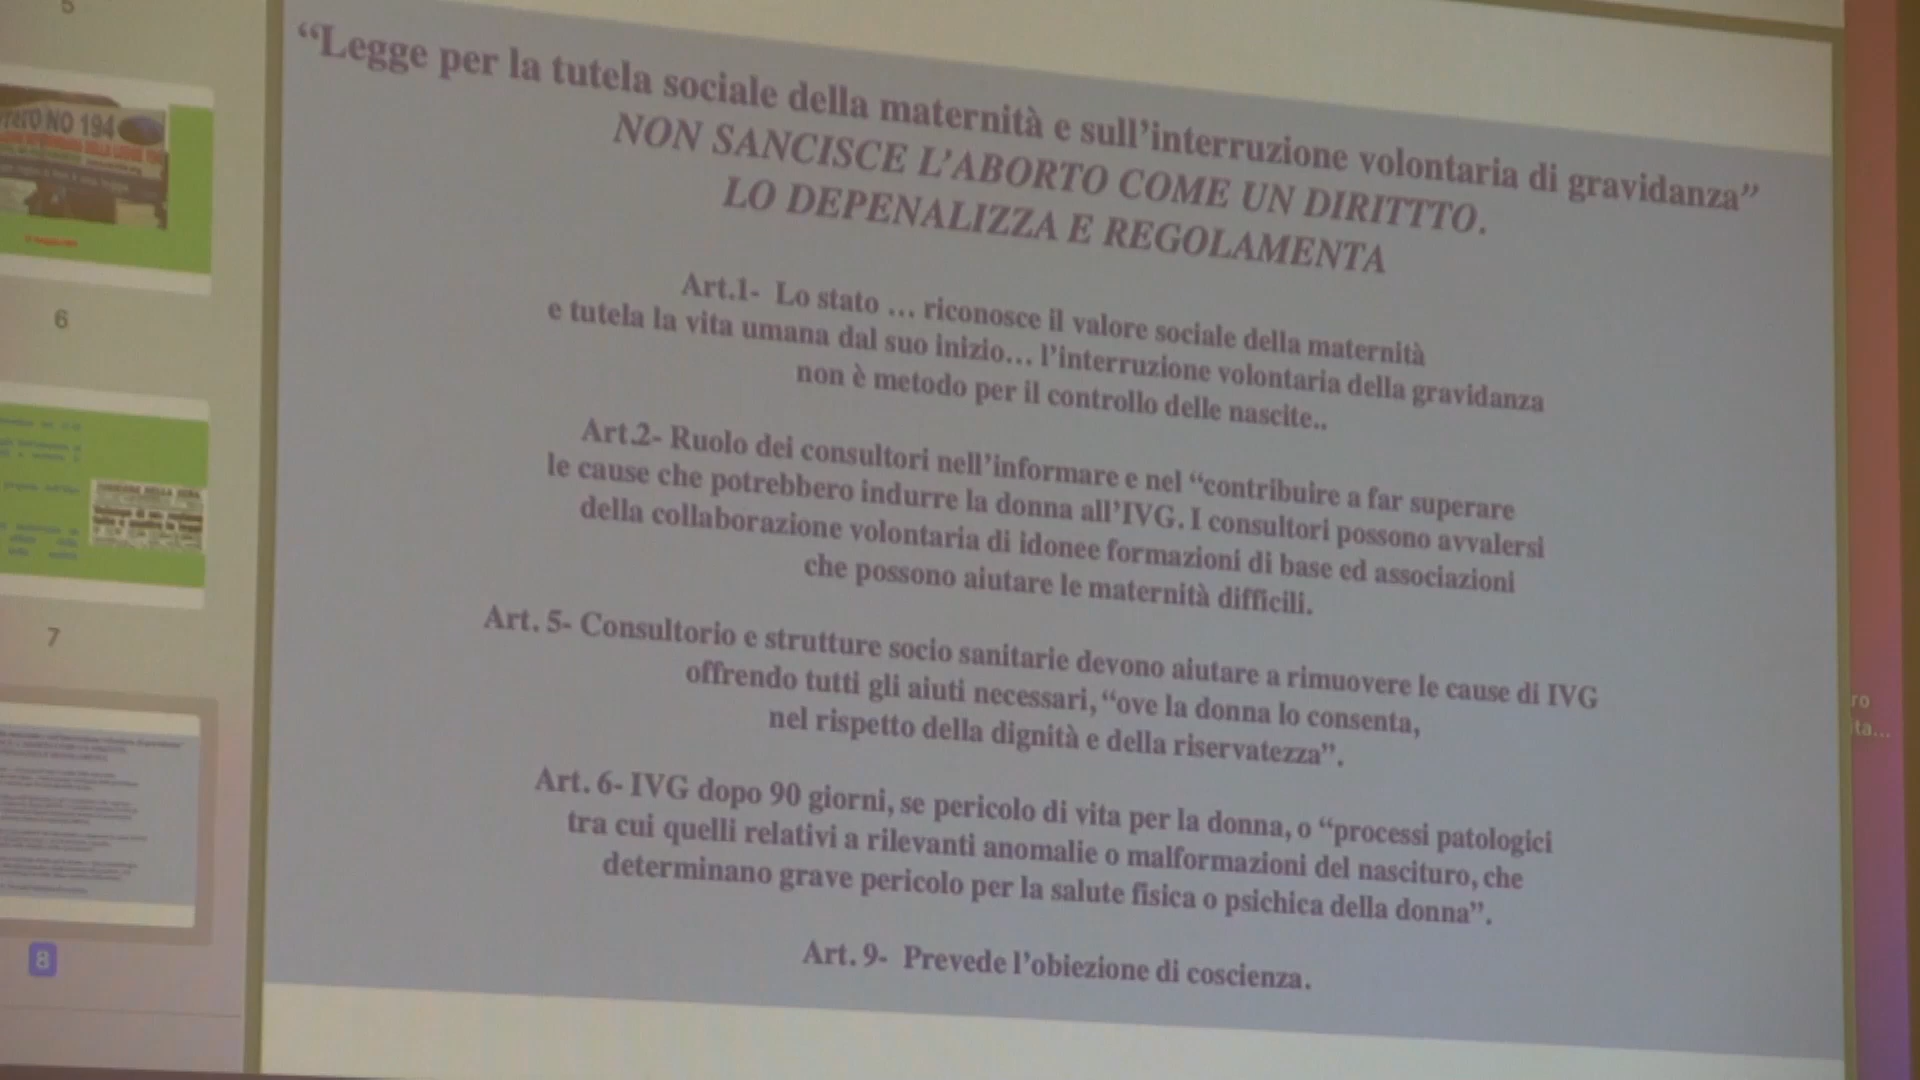 5
NO 194
6
7
8
“Legge per la tutela sociale della maternità e sull’interruzione volontaria di gravidanza”
NON SANCISCE L’ABORTO COME UN DIRITTTO.
LO DEPENALIZZA E REGOLAMENTA
Art.1- Lo stato ... riconosce il valore sociale della maternità
e tutela la vita umana dal suo inizio... l’interruzione volontaria della gravidanza
non è metodo per il controllo delle nascite..
Art.2- Ruolo dei consultori nell’informare e nel “contribuire a far superare
le cause che potrebbero indurre la donna all’IVG. I consultori possono avvalersi
della collaborazione volontaria di idonee formazioni di base ed associazioni
che possono aiutare le maternità difficili.
Art. 5- Consultorio e strutture socio sanitarie devono aiutare a rimuovere le cause di IVG
offrendo tutti gli aiuti necessari, “ove la donna lo consenta,
nel rispetto della dignità e della riservatezza”.
Art. 6- IVG dopo 90 giorni, se pericolo di vita per la donna, o “processi patologici
tra cui quelli relativi a rilevanti anomalie o malformazioni del nascituro, che
determinano grave pericolo per la salute fisica o psichica della donna”.
Art. 9- Prevede l’obiezione di coscienza.
ro
ita...